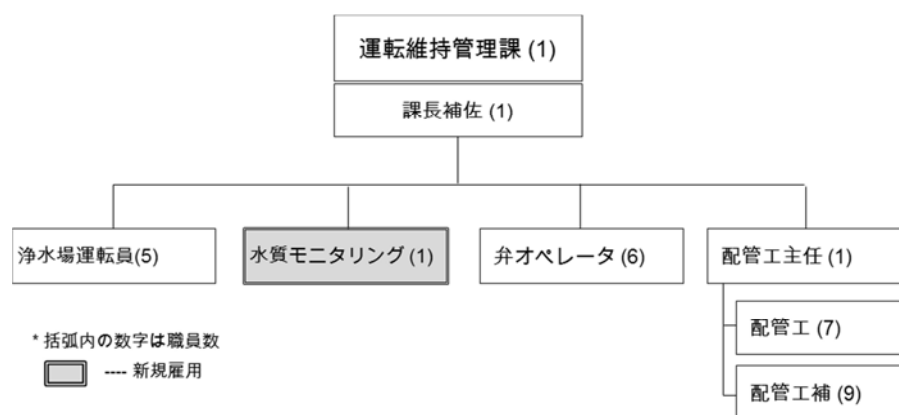 運転維持管理課 (1)
課長補佐 (1)
浄水場運転員 (5)
水質モニタリング (1)
弁オペレータ (6)
配管工主任 (1)
配管工 (7)
配管工補 (9)
* 括弧内の数字は職員数
---- 新規雇用